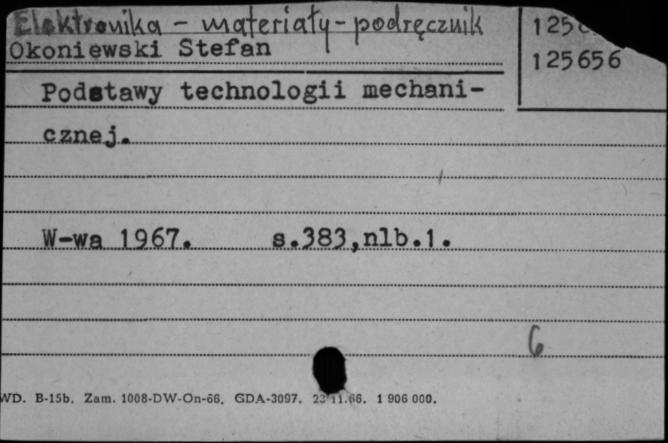 Elektronika - materiały - podręcznik
Okoniewski Stefan
125656
Podstawy technologii mechani-
cznej.
W-wa 1967. s.383,nlb.1.
6
WD. B-15b. Zam. 1008-DW-On-66. GDA-3097. 23 11.66. 1 906 000.